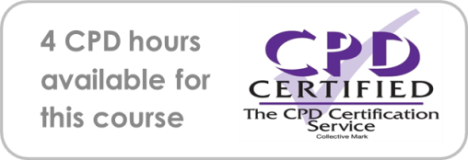 4 CPD hours
available for
this course
CPD
CERTIFIED
The CPD Certification
Service
Collective Mark